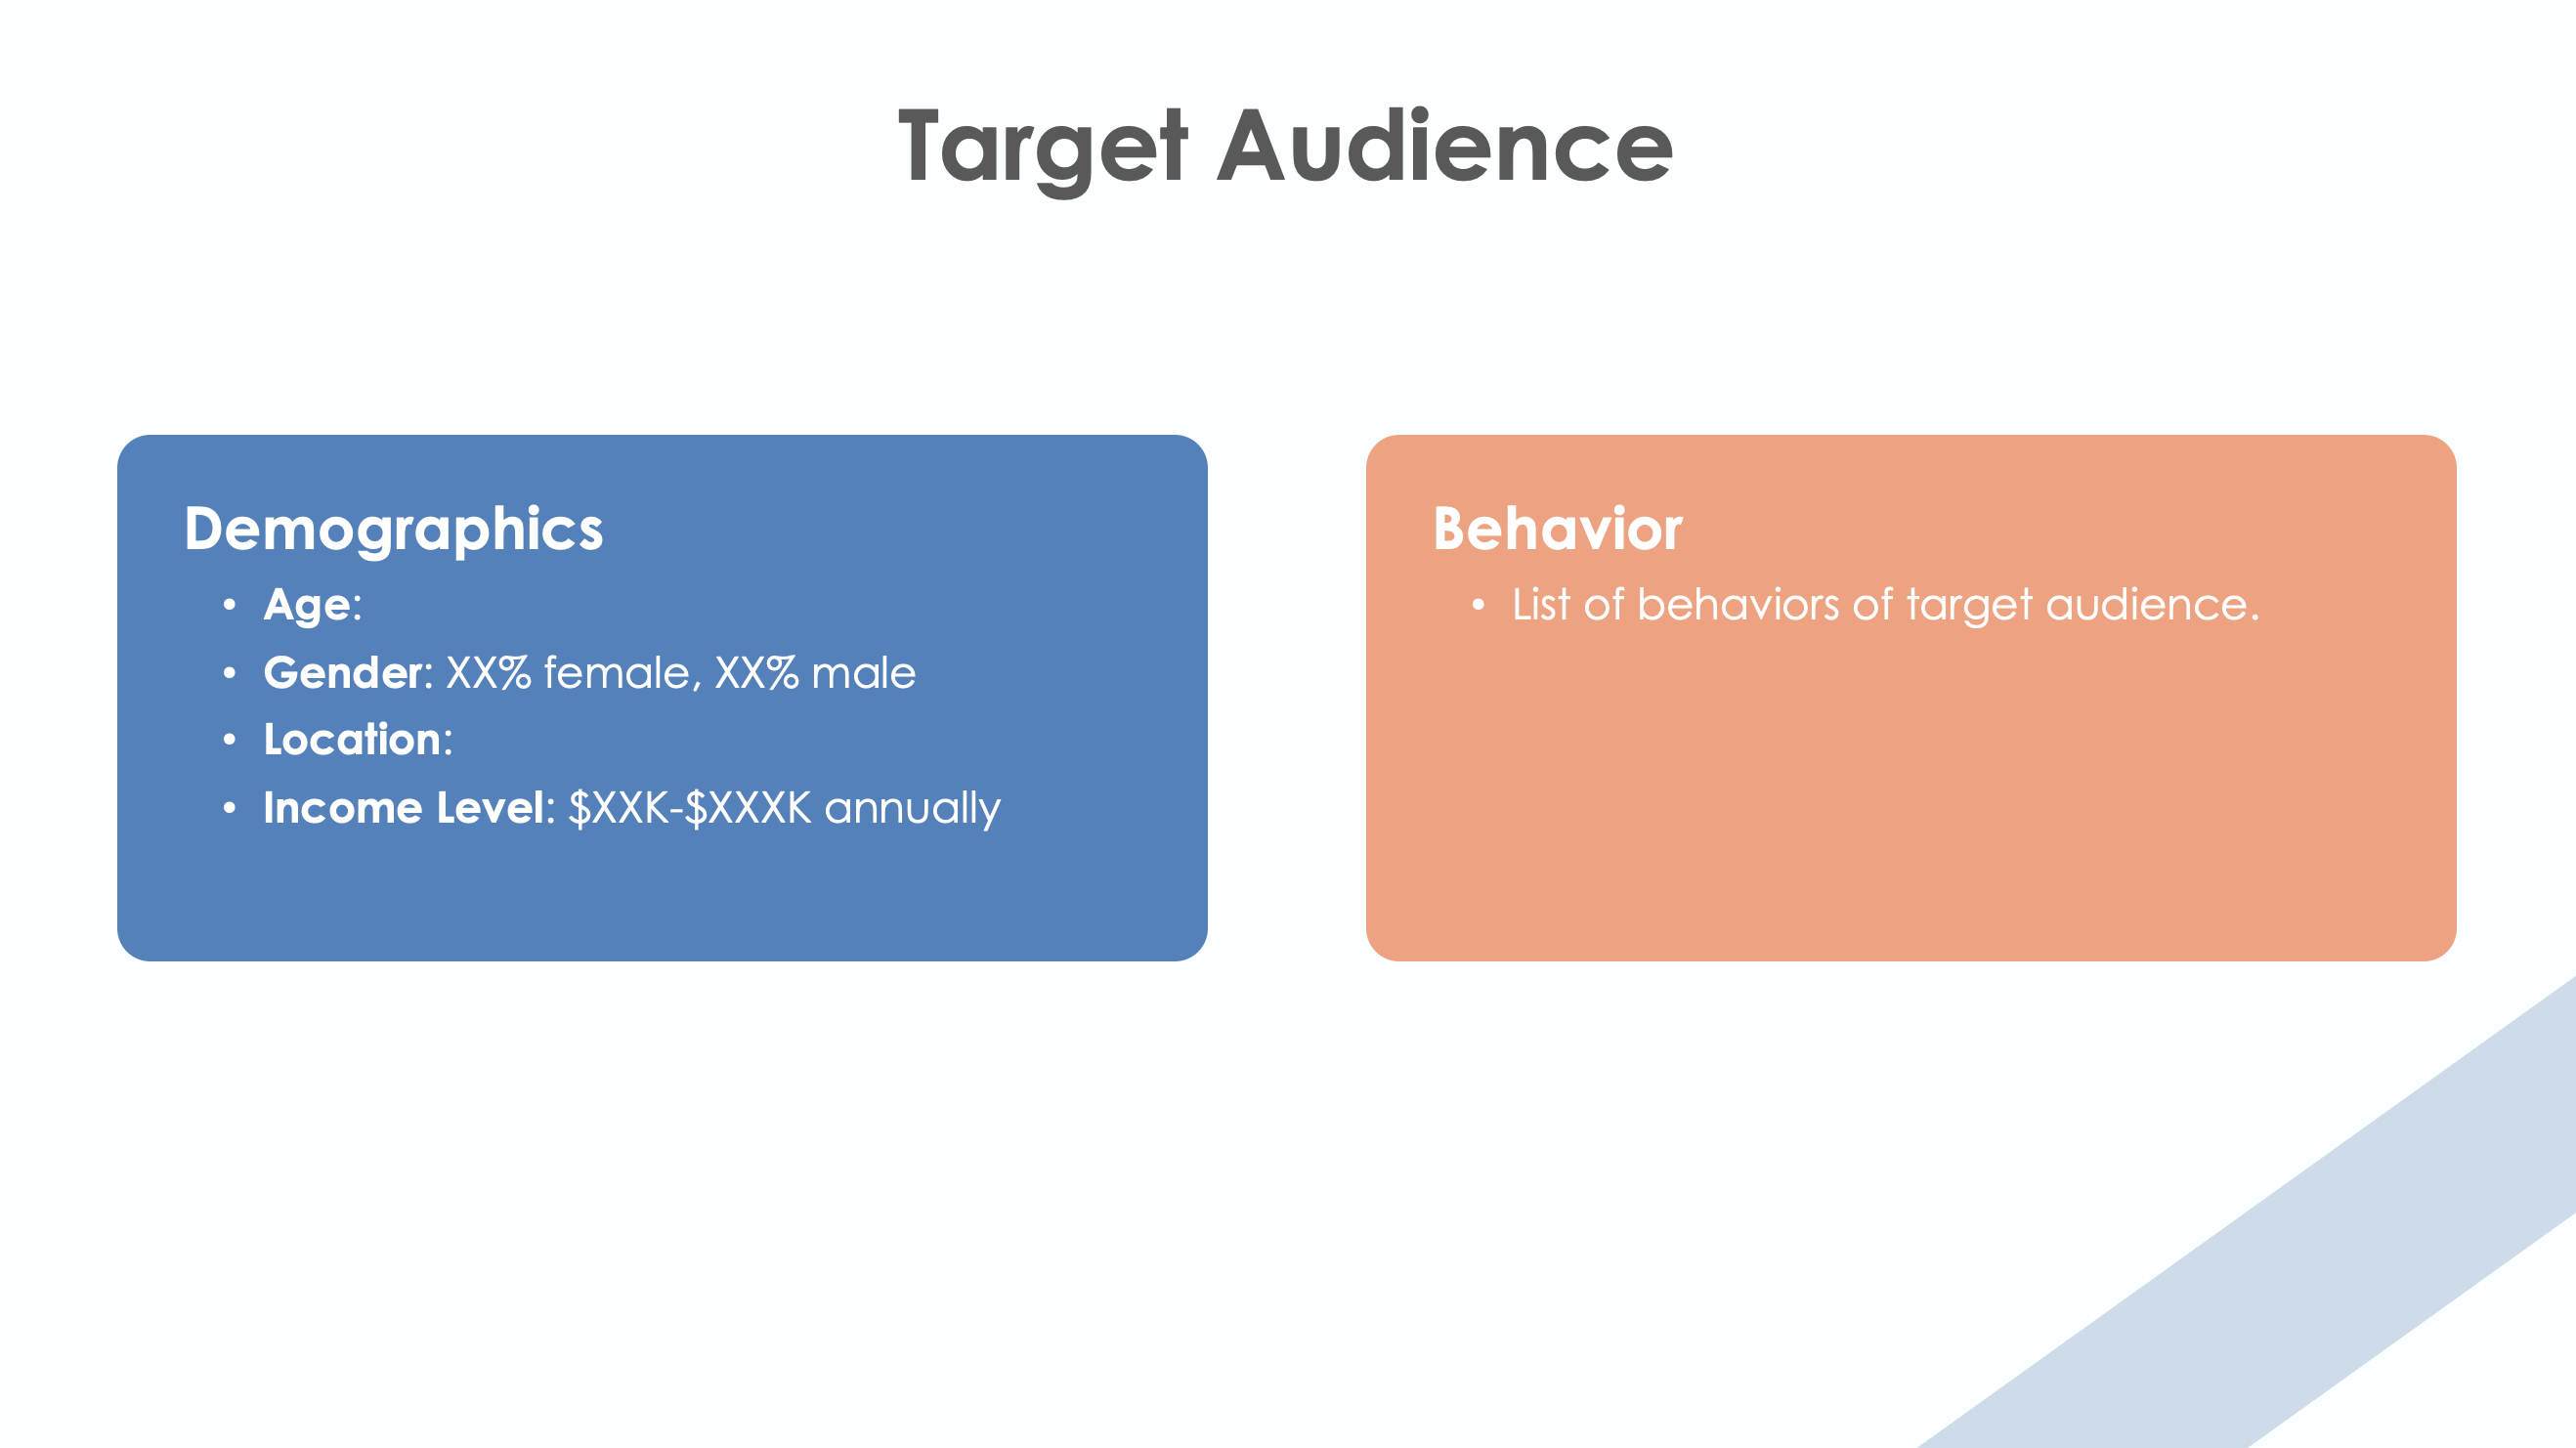 Target Audience
Demographics
• Age:
• Gender: XX% female, XX% male
• Location:
• Income Level: $XXK-$XXXK annually
Behavior
• List of behaviors of target audience.